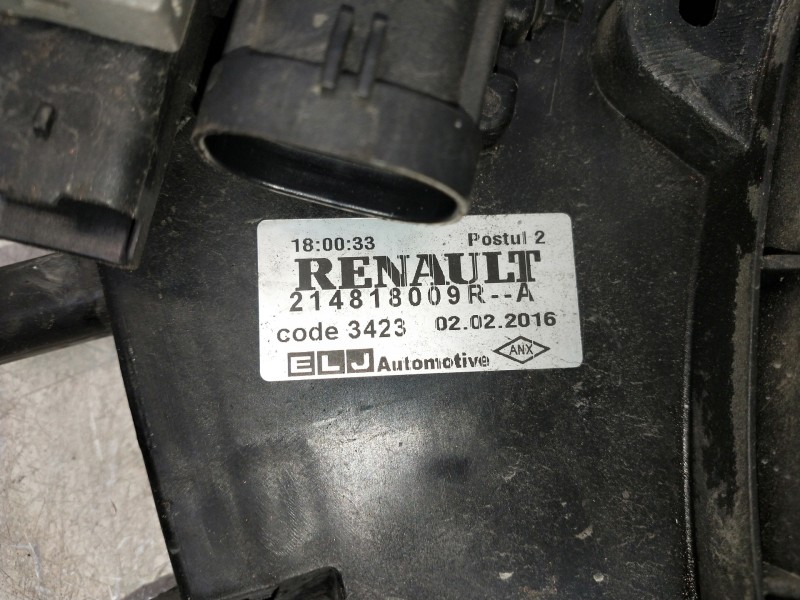 18:00:33 Postul 2
RENAULT
214818009R--A
code 3423 02.02.2016
ELJ Automotive ANX